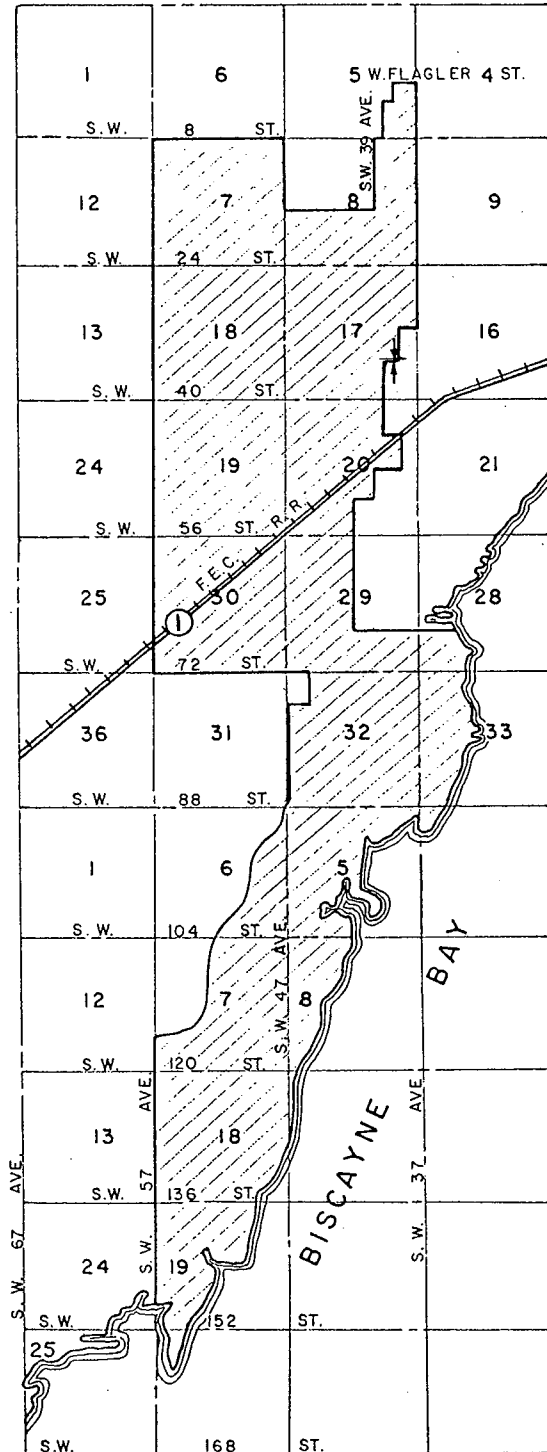 1 6 5 W.FLAGLER 4 ST.
S.W. 8 ST.
S.W. 39 AVE.
12 7 8 9
S.W. 24 ST.
13 18 17 16
S.W. 40 ST.
24 19 20 21
S.W. 56 ST.
F.E.C. R.R.
25 30 29 28
1
S.W. 72 ST.
36 31 32 33
S.W. 88 ST.
1 6 5
S.W. 104 ST.
S.W. 47 AVE.
BAY
12 7 8
S.W. 120 ST.
S.W. 57 AVE.
13 18
BISCAYNE
S.W. 37
S.W. 136 ST.
S.W. 67 AVE.
24 19
S.W. 152 ST.
25
S.W. 168 ST.